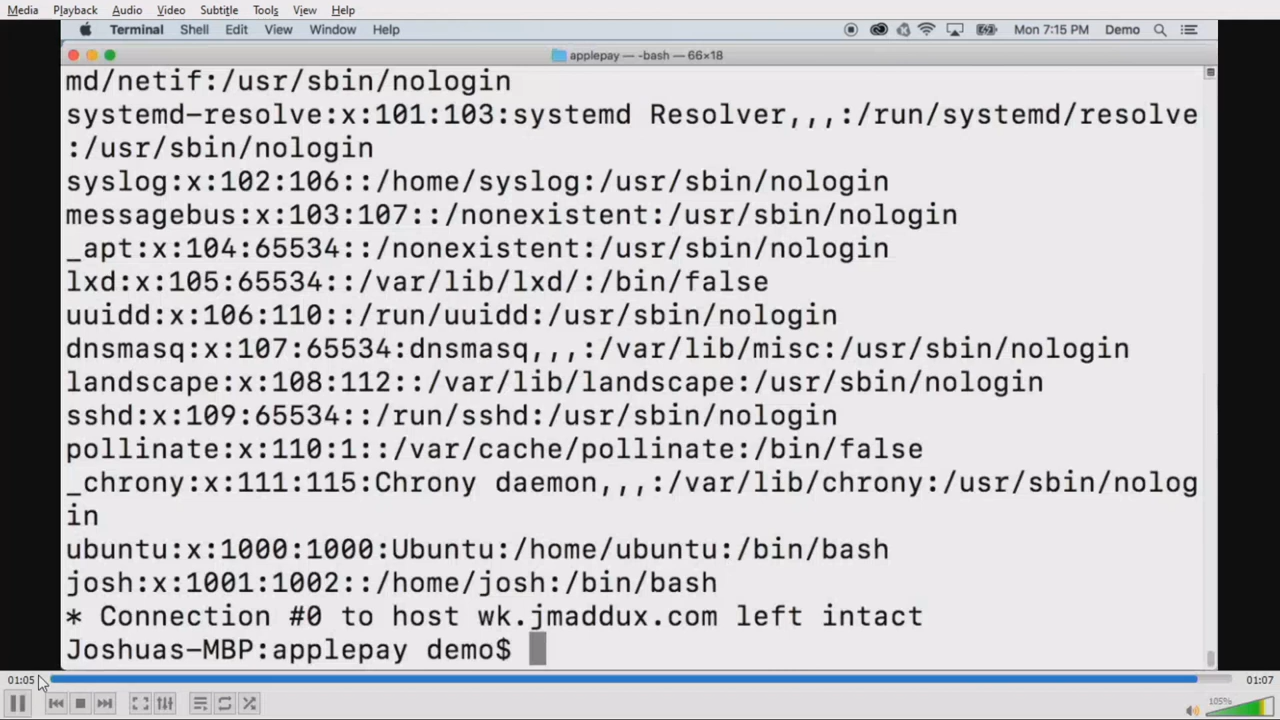 Media Playback Audio Video Subtitle Tools View Help
Terminal Shell Edit View Window Help Mon 7:15 PM Demo
applepay — -bash — 66×18
md/netif:/usr/sbin/nologin
systemd-resolve:x:101:103:systemd Resolver,,,:/run/systemd/resolve
:/usr/sbin/nologin
syslog:x:102:106::/home/syslog:/usr/sbin/nologin
messagebus:x:103:107::/nonexistent:/usr/sbin/nologin
_apt:x:104:65534::/nonexistent:/usr/sbin/nologin
lxd:x:105:65534::/var/lib/lxd/:/bin/false
uuidd:x:106:110::/run/uuidd:/usr/sbin/nologin
dnsmasq:x:107:65534:dnsmasq,,,:/var/lib/misc:/usr/sbin/nologin
landscape:x:108:112::/var/lib/landscape:/usr/sbin/nologin
sshd:x:109:65534::/run/sshd:/usr/sbin/nologin
pollinate:x:110:1::/var/cache/pollinate:/bin/false
_chrony:x:111:115:Chrony daemon,,,:/var/lib/chrony:/usr/sbin/nolog
in
ubuntu:x:1000:1000:Ubuntu:/home/ubuntu:/bin/bash
josh:x:1001:1002::/home/josh:/bin/bash
* Connection #0 to host wk.jmaddux.com left intact
Joshuas-MBP:applepay demo$
01:05 01:07
105%